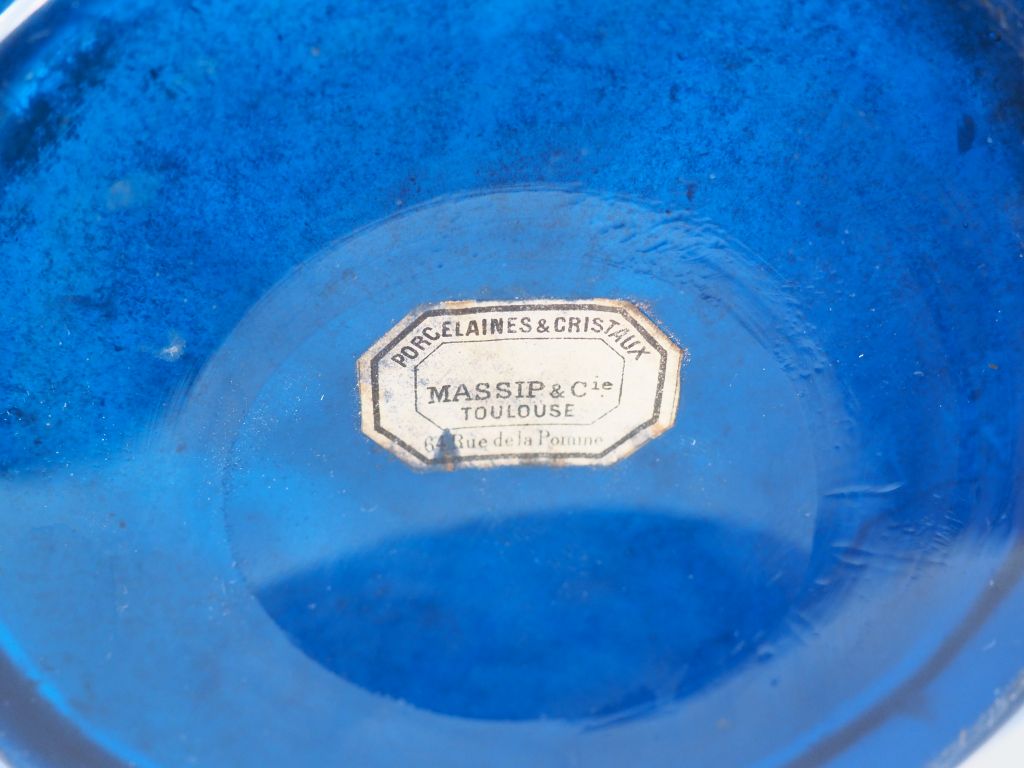 PORCELAINES & CRISTAUX
MASSIP & Cie
TOULOUSE
64 Rue de la Pomme